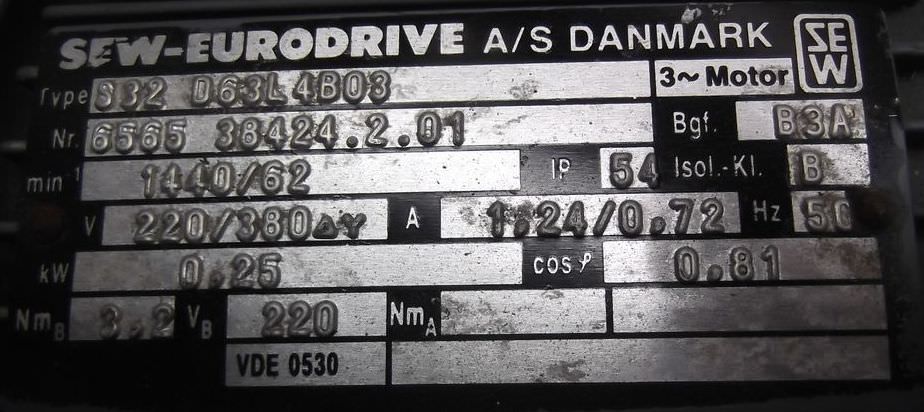 SEW-EURODRIVE A/S DANMARK SEW
Type S32 D63L4B03 3~ Motor
Nr. 6565 38424.2.01 Bgf. B3A
min⁻¹ 1440/62 IP 54 Isol.-Kl. B
V 220/380 ΔY A 1.24/0.72 Hz 50
kW 0.25 cos φ 0.81
Nm B 3.2 V B 220 Nm A
VDE 0530